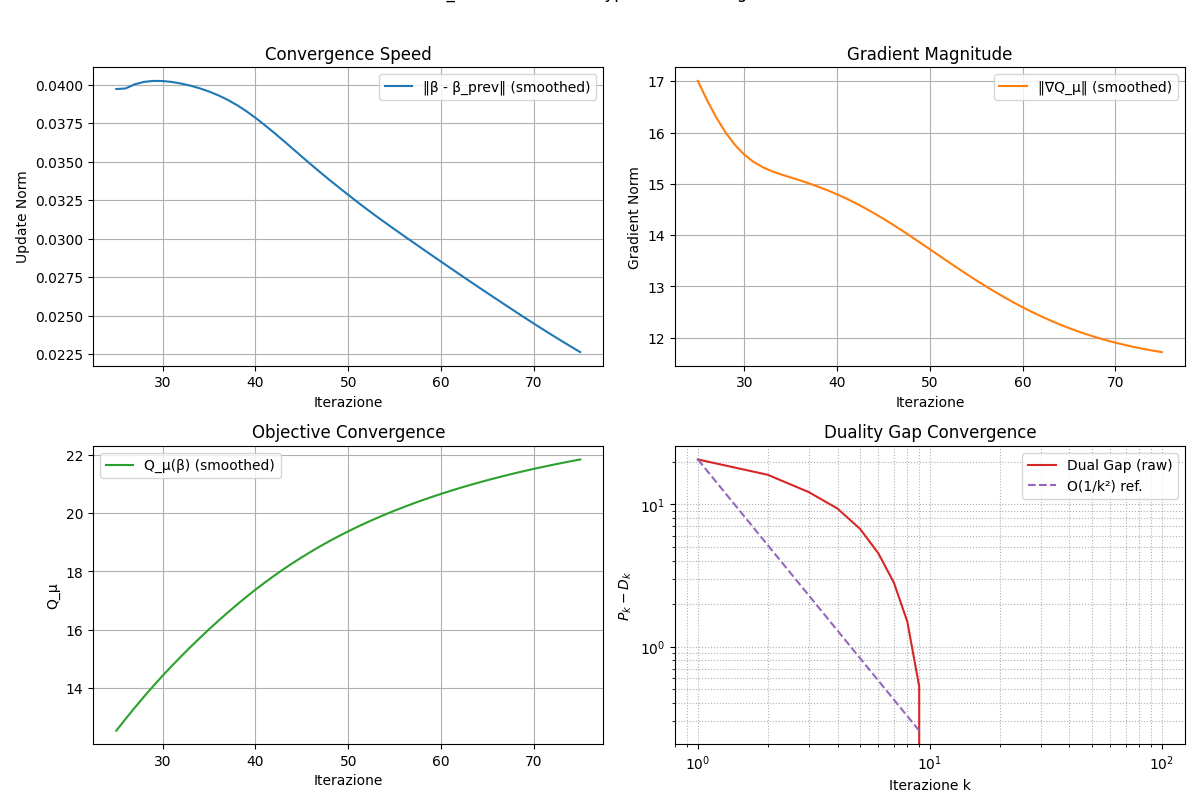 Convergence Speed
‖β - β_prev‖ (smoothed)
0.0400
0.0375
0.0350
0.0325
0.0300
0.0275
0.0250
0.0225
Update Norm
30 40 50 60 70
Iterazione
Gradient Magnitude
‖∇Q_μ‖ (smoothed)
17
16
15
14
13
12
Gradient Norm
30 40 50 60 70
Iterazione
Objective Convergence
Q_μ(β) (smoothed)
22
20
18
16
14
Q_μ
30 40 50 60 70
Iterazione
Duality Gap Convergence
Dual Gap (raw)
O(1/k²) ref.
10¹
10⁰
Pₖ − Dₖ
10⁰ 10¹ 10²
Iterazione k